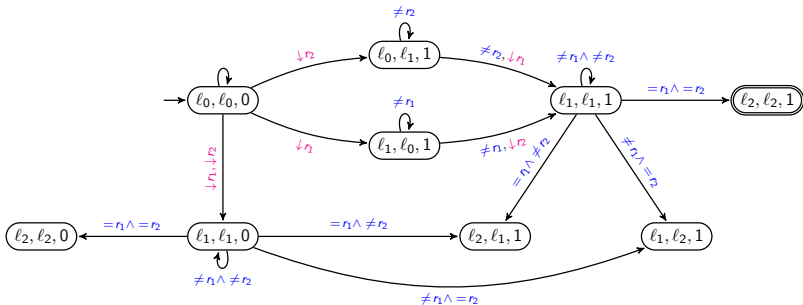 ≠r₂
ℓ₀, ℓ₁, 1
↓r₂
≠r₂,↓r₁
≠r₁∧ ≠r₂
ℓ₀, ℓ₀, 0
≠r₁
ℓ₁, ℓ₁, 1
=r₁∧ =r₂
ℓ₂, ℓ₂, 1
↓r₁
ℓ₁, ℓ₀, 1
≠r₁,↓r₂
↓r₁,↓r₂
=r₁∧ ≠r₂
≠r₁∧ =r₂
ℓ₂, ℓ₂, 0
=r₁∧ =r₂
ℓ₁, ℓ₁, 0
=r₁∧ ≠r₂
ℓ₂, ℓ₁, 1
ℓ₁, ℓ₂, 1
≠r₁∧ ≠r₂
≠r₁∧ =r₂